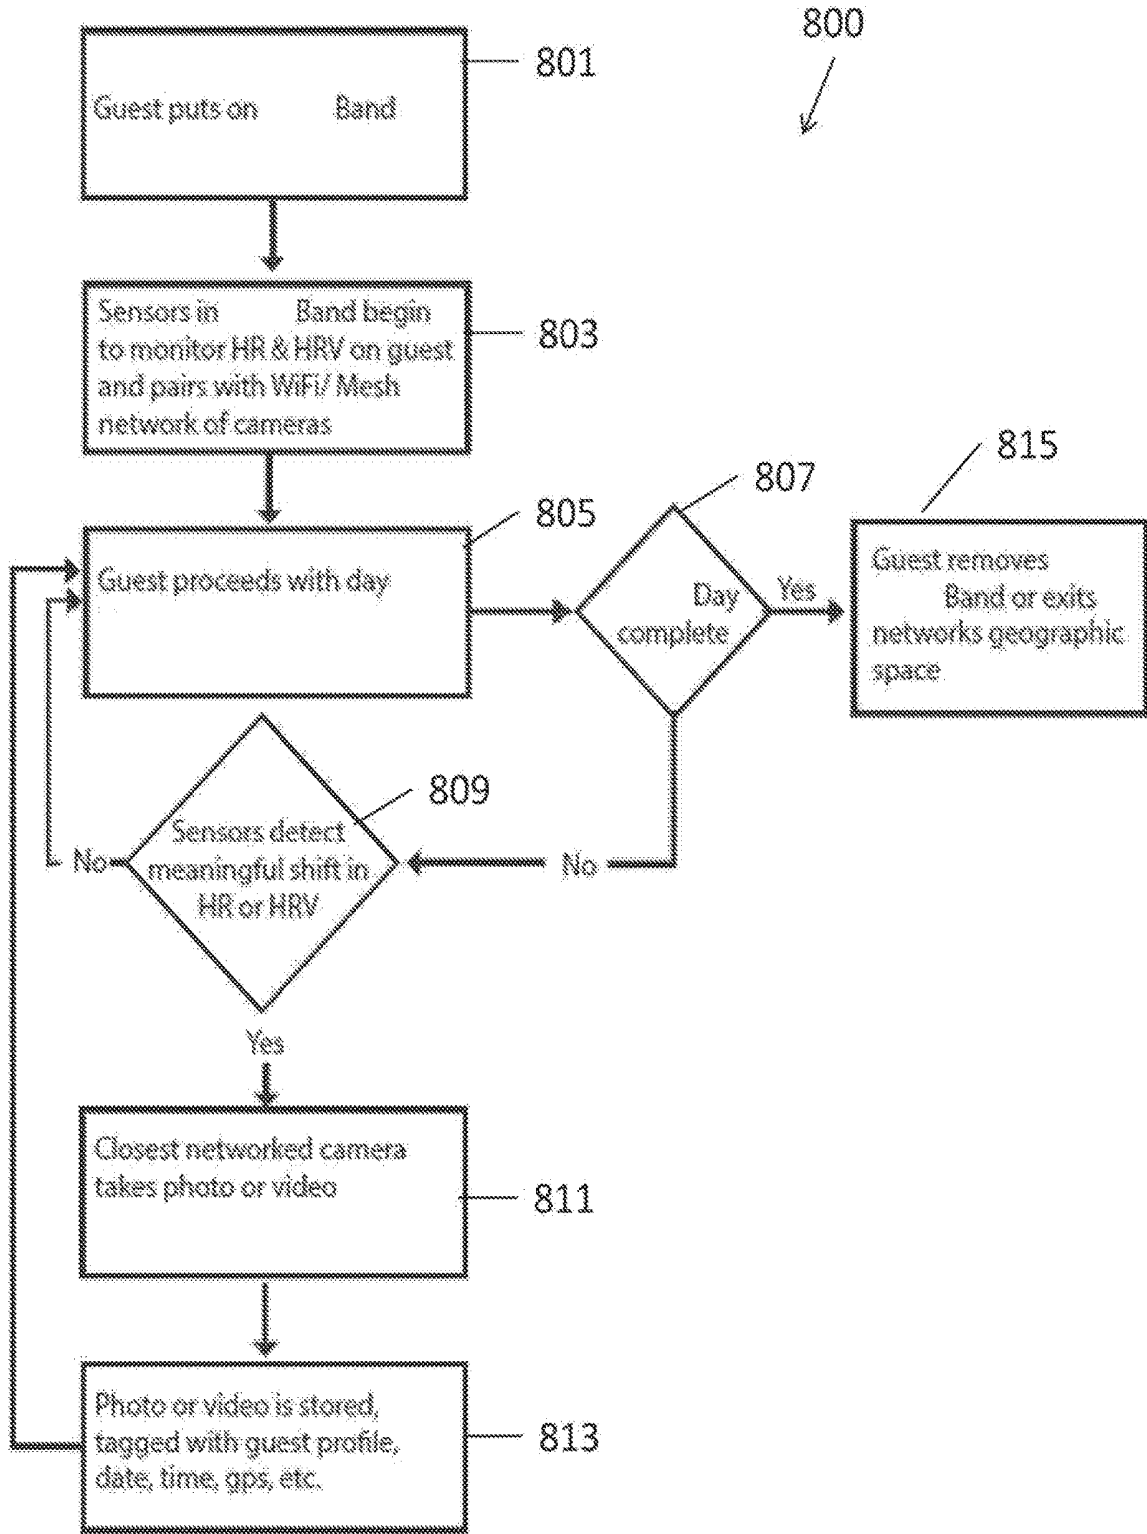 800
801
Guest puts on Band
Sensors in Band begin
to monitor HR & HRV on guest
and pairs with WiFi/ Mesh
network of cameras
803
805
Guest proceeds with day
807
Day
complete
Yes
815
Guest removes
Band or exits
networks geographic
space
No
809
Sensors detect
meaningful shift in
HR or HRV
No
Yes
Closest networked camera
takes photo or video
811
Photo or video is stored,
tagged with guest profile,
date, time, gps, etc.
813